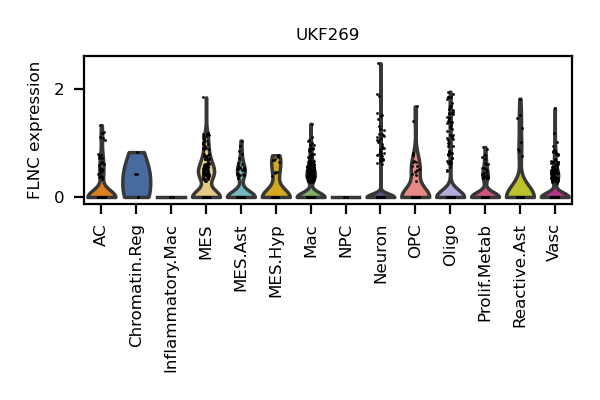 UKF269
FLNC expression
2
0
AC
Chromatin.Reg
Inflammatory.Mac
MES
MES.Ast
MES.Hyp
Mac
NPC
Neuron
OPC
Oligo
Prolif.Metab
Reactive.Ast
Vasc